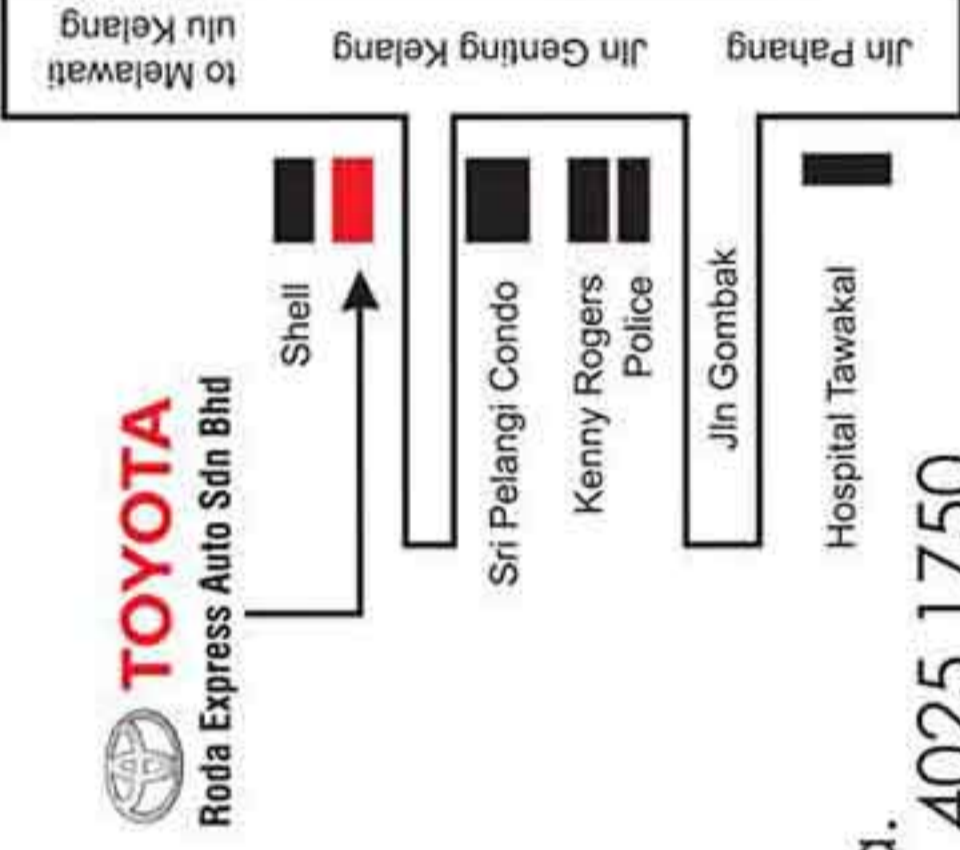 to Melawati
ulu Kelang
Jln Genting Kelang
Jln Pahang
TOYOTA
Roda Express Auto Sdn Bhd
Shell
Sri Pelangi Condo
Kenny Rogers
Police
Jln Gombak
Hospital Tawakal
4025 1750